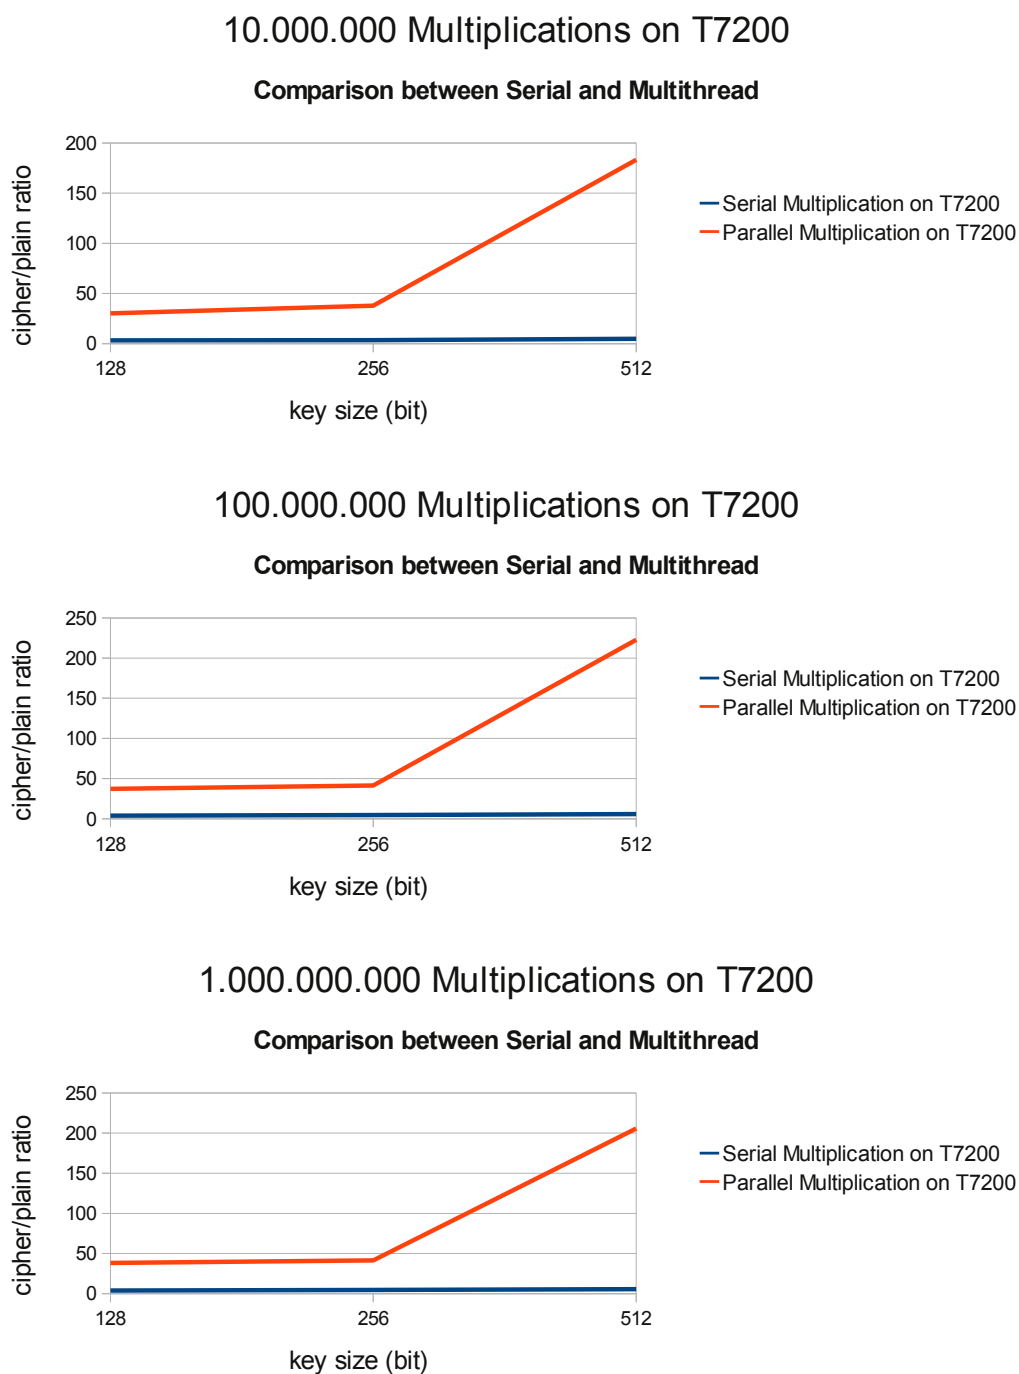 10.000.000 Multiplications on T7200
Comparison between Serial and Multithread
200
150
100
50
0
cipher/plain ratio
128
256
512
key size (bit)
Serial Multiplication on T7200
Parallel Multiplication on T7200
100.000.000 Multiplications on T7200
Comparison between Serial and Multithread
250
200
150
100
50
0
cipher/plain ratio
128
256
512
key size (bit)
Serial Multiplication on T7200
Parallel Multiplication on T7200
1.000.000.000 Multiplications on T7200
Comparison between Serial and Multithread
250
200
150
100
50
0
cipher/plain ratio
128
256
512
key size (bit)
Serial Multiplication on T7200
Parallel Multiplication on T7200